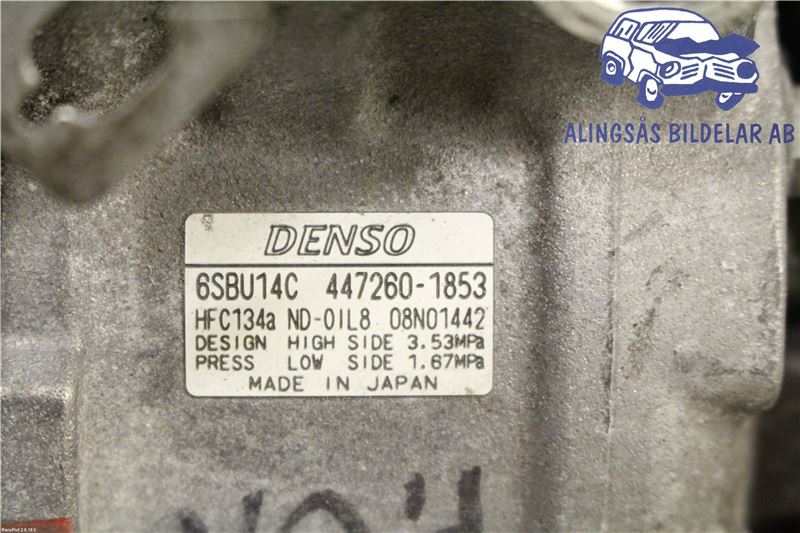 ALINGSÅS BILDELAR AB
DENSO
6SBU14C 447260-1853
HFC134a ND-OIL8 08N01442
DESIGN HIGH SIDE 3.53MPa
PRESS LOW SIDE 1.67MPa
MADE IN JAPAN